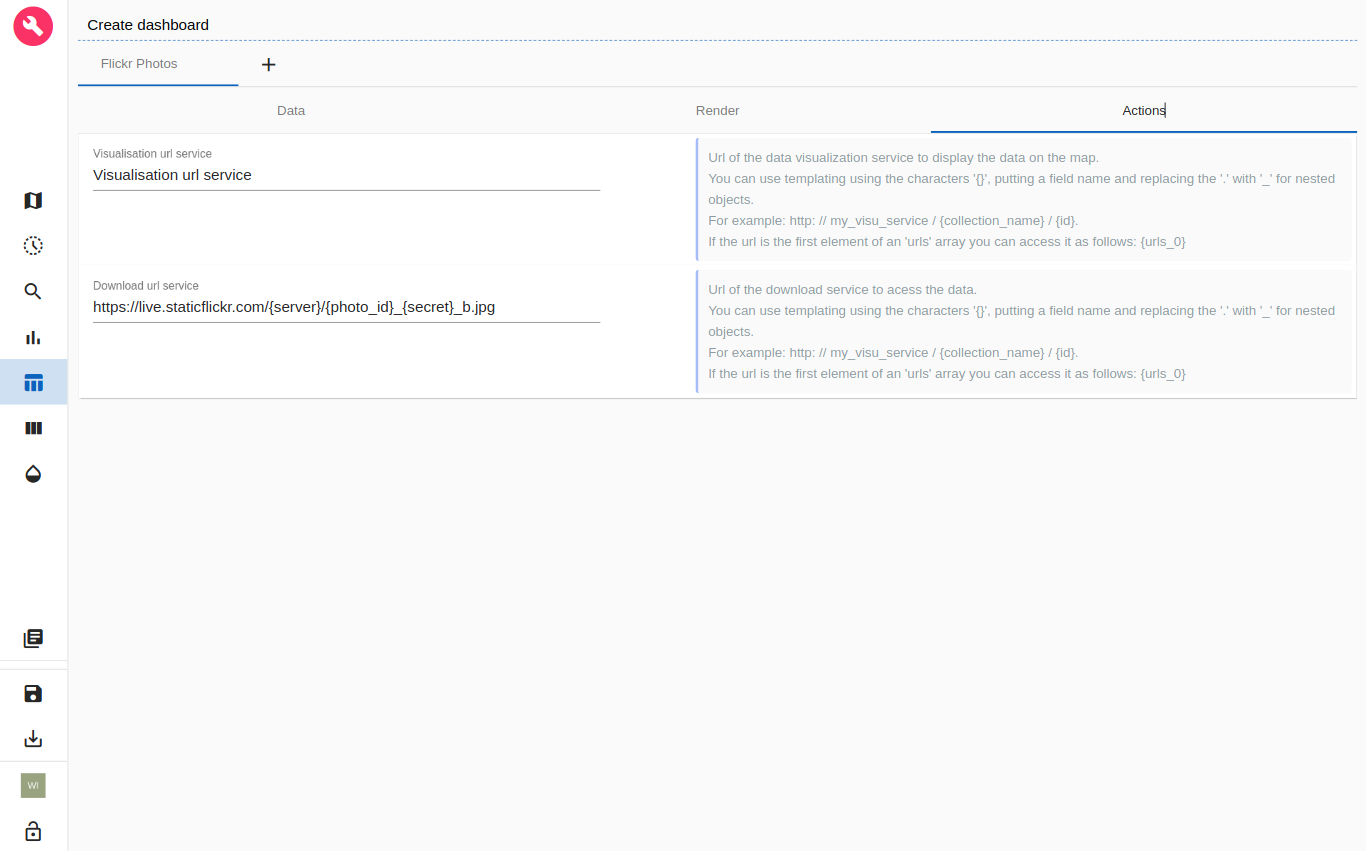 Create dashboard
Flickr Photos
Data
Render
Actions
Visualisation url service
Visualisation url service
Url of the data visualization service to display the data on the map.
You can use templating using the characters '{}', putting a field name and replacing the '.' with '_' for nested
objects.
For example: http: // my_visu_service / {collection_name} / {id}.
If the url is the first element of an 'urls' array you can access it as follows: {urls_0}
Download url service
https://live.staticflickr.com/{server}/{photo_id}_{secret}_b.jpg
Url of the download service to acess the data.
You can use templating using the characters '{}', putting a field name and replacing the '.' with '_' for nested
objects.
For example: http: // my_visu_service / {collection_name} / {id}.
If the url is the first element of an 'urls' array you can access it as follows: {urls_0}
WI